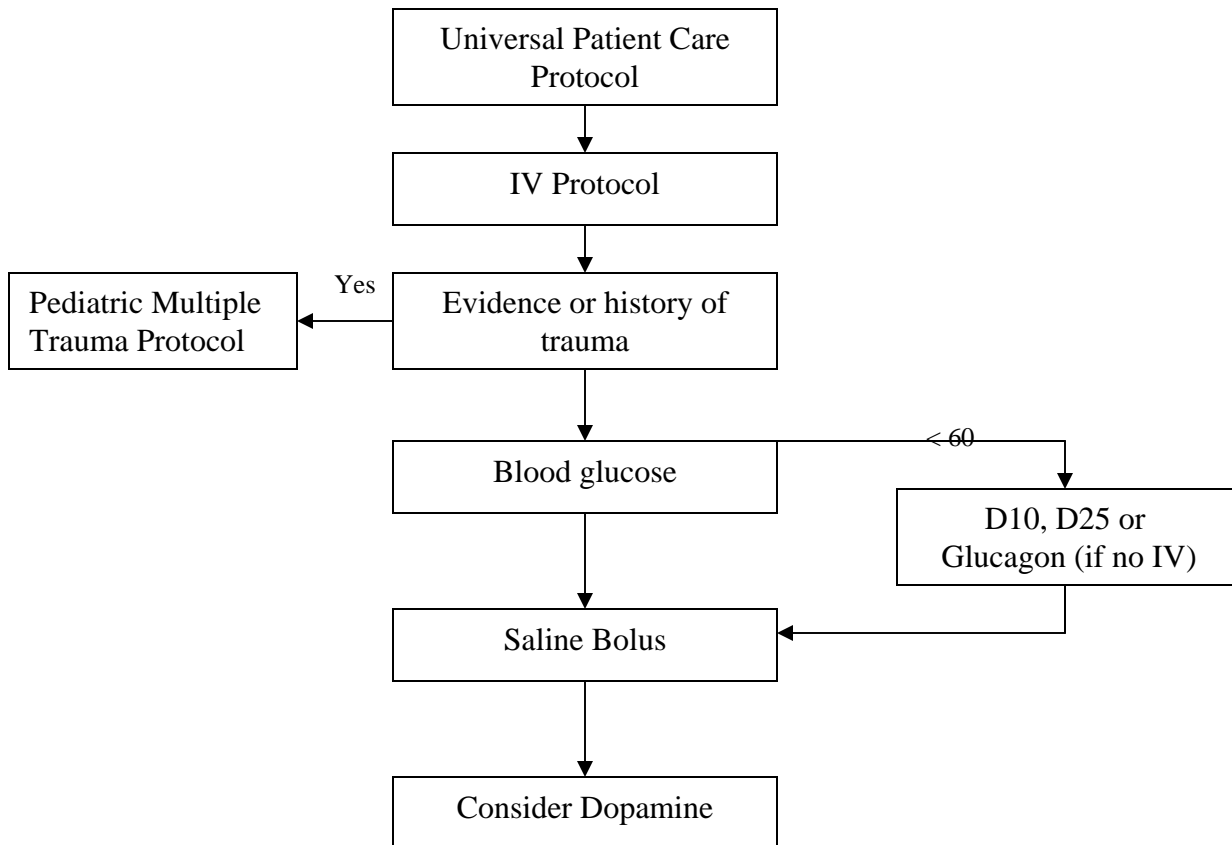 Universal Patient Care
Protocol
IV Protocol
Yes
Pediatric Multiple
Trauma Protocol
Evidence or history of
trauma
< 60
Blood glucose
D10, D25 or
Glucagon (if no IV)
Saline Bolus
Consider Dopamine